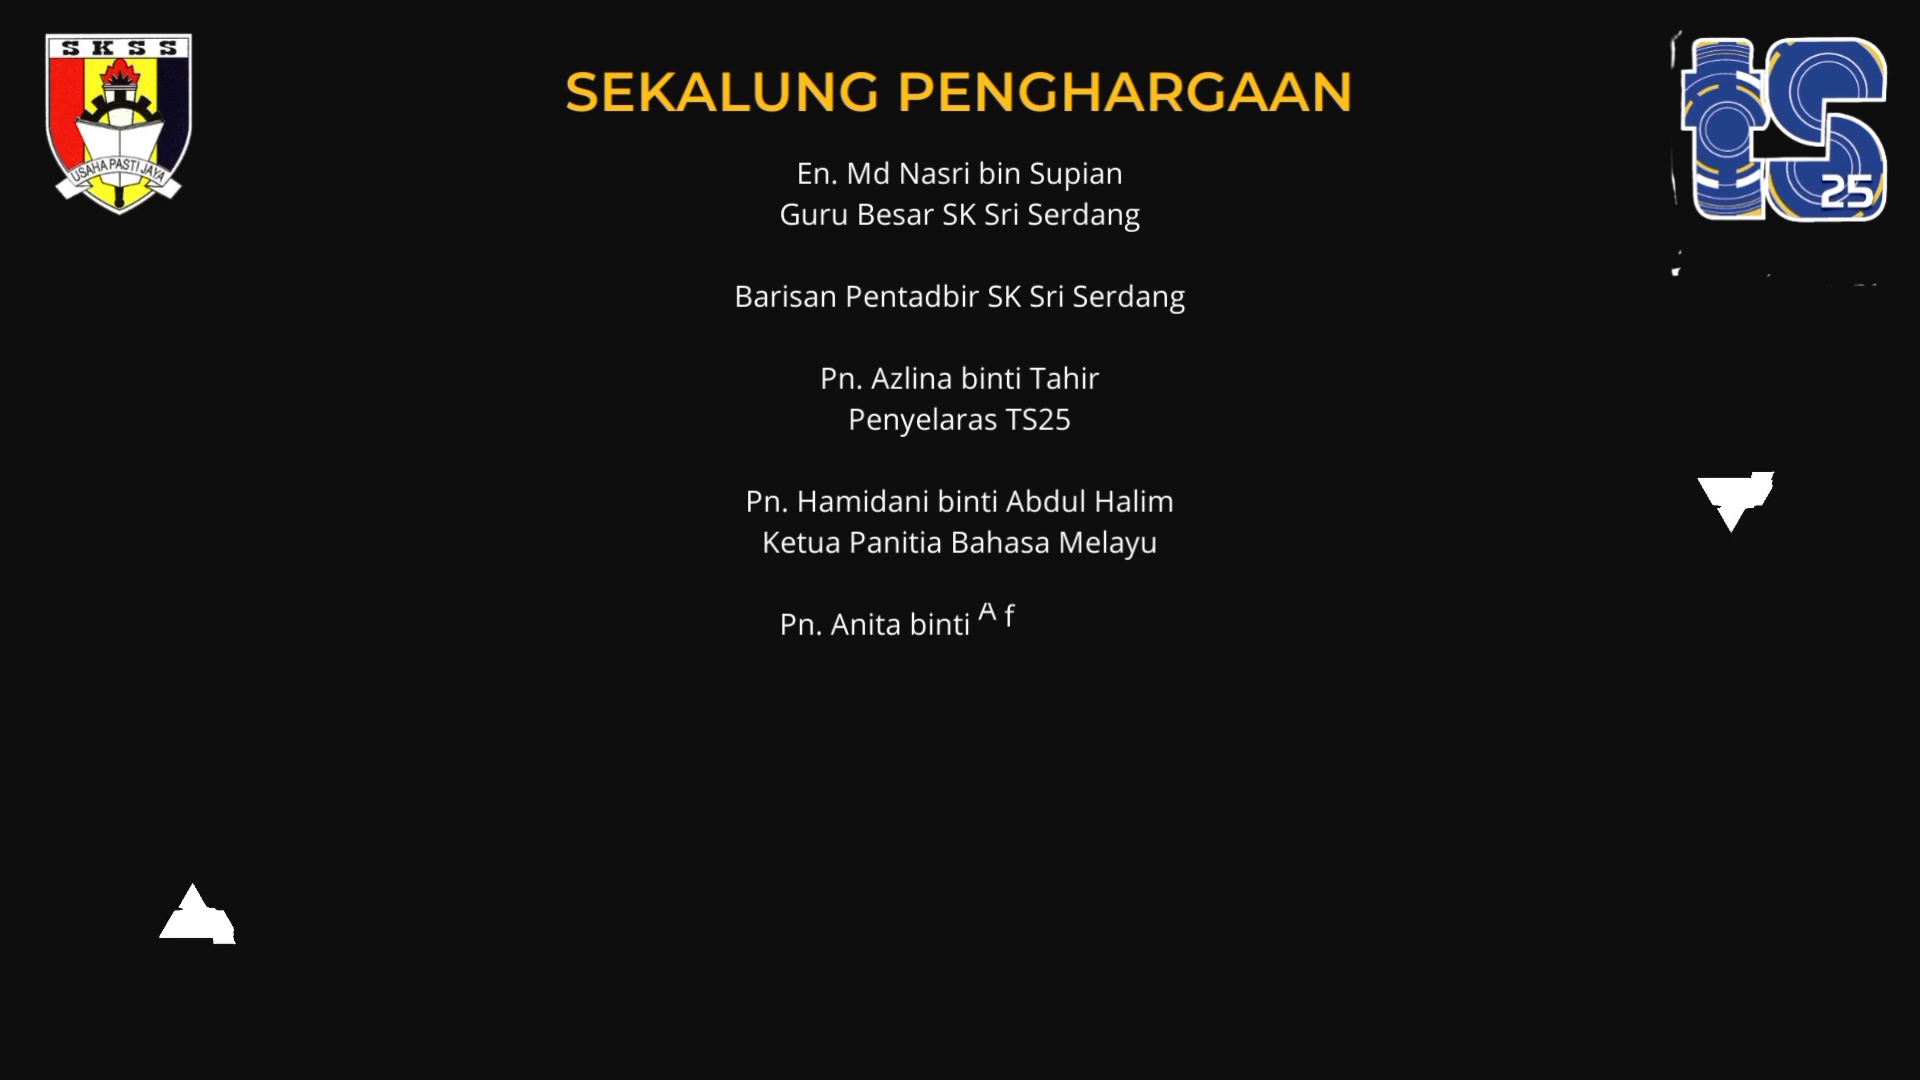 SKSS
USAHA PASTI JAYA
SEKALUNG PENGHARGAAN
TS
25
En. Md Nasri bin Supian
Guru Besar SK Sri Serdang
Barisan Pentadbir SK Sri Serdang
Pn. Azlina binti Tahir
Penyelaras TS25
Pn. Hamidani binti Abdul Halim
Ketua Panitia Bahasa Melayu
Pn. Anita binti A f